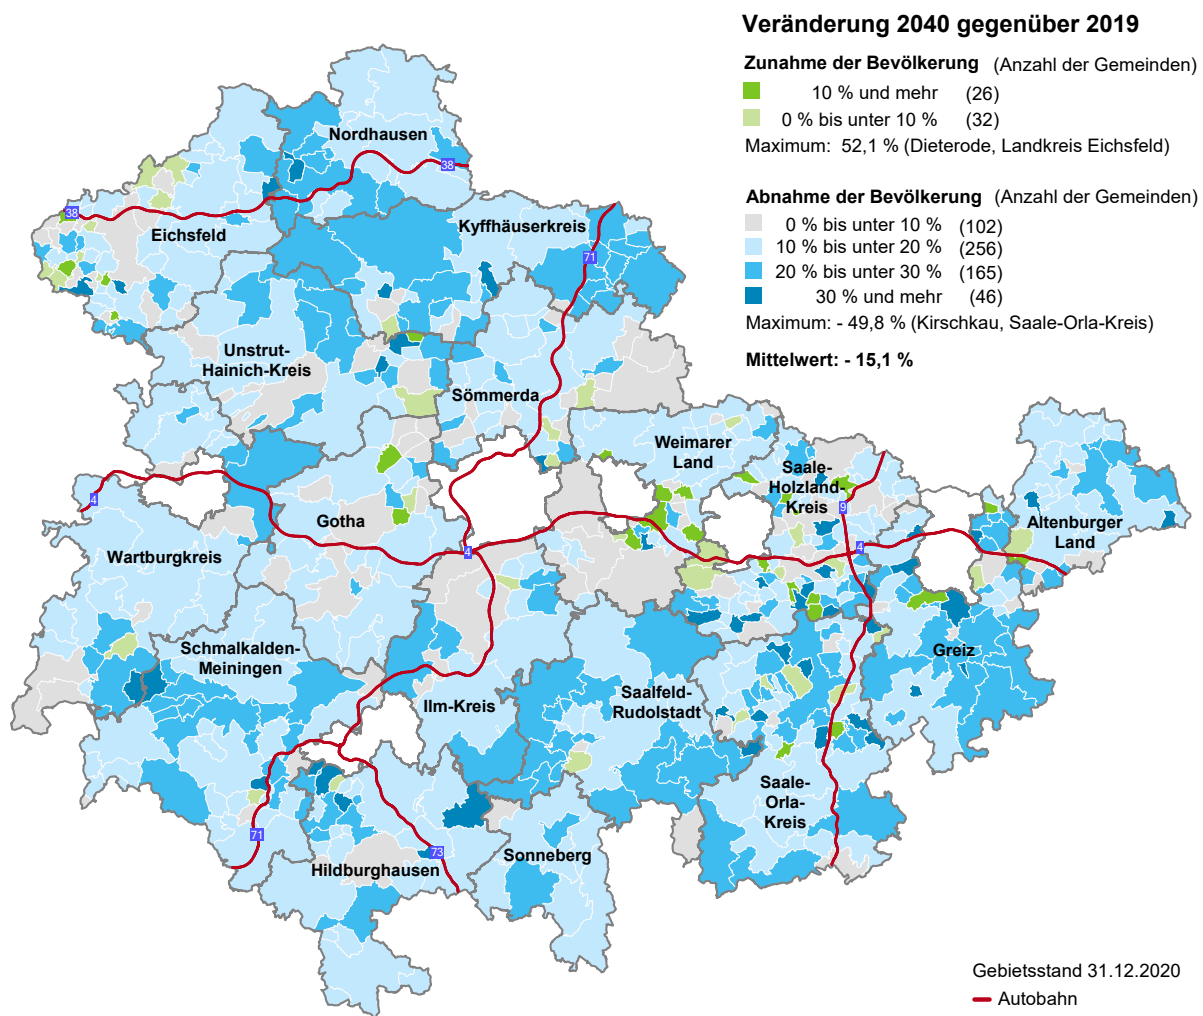 Veränderung 2040 gegenüber 2019
Zunahme der Bevölkerung (Anzahl der Gemeinden)
10 % und mehr (26)
0 % bis unter 10 % (32)
Maximum: 52,1 % (Dieterode, Landkreis Eichsfeld)
Abnahme der Bevölkerung (Anzahl der Gemeinden)
0 % bis unter 10 % (102)
10 % bis unter 20 % (256)
20 % bis unter 30 % (165)
30 % und mehr (46)
Maximum: - 49,8 % (Kirschkau, Saale-Orla-Kreis)
Mittelwert: - 15,1 %
Nordhausen
38
38
Eichsfeld
Kyffhäuserkreis
71
Unstrut-
Hainich-Kreis
Sömmerda
Weimarer
Land
Saale-
Holzland-
Kreis
4
9
Gotha
Altenburger
Land
Wartburgkreis
4
4
Schmalkalden-
Meiningen
Greiz
Saalfeld-
Rudolstadt
Ilm-Kreis
Saale-
Orla-
Kreis
71
73
Sonneberg
Hildburghausen
Gebietsstand 31.12.2020
Autobahn